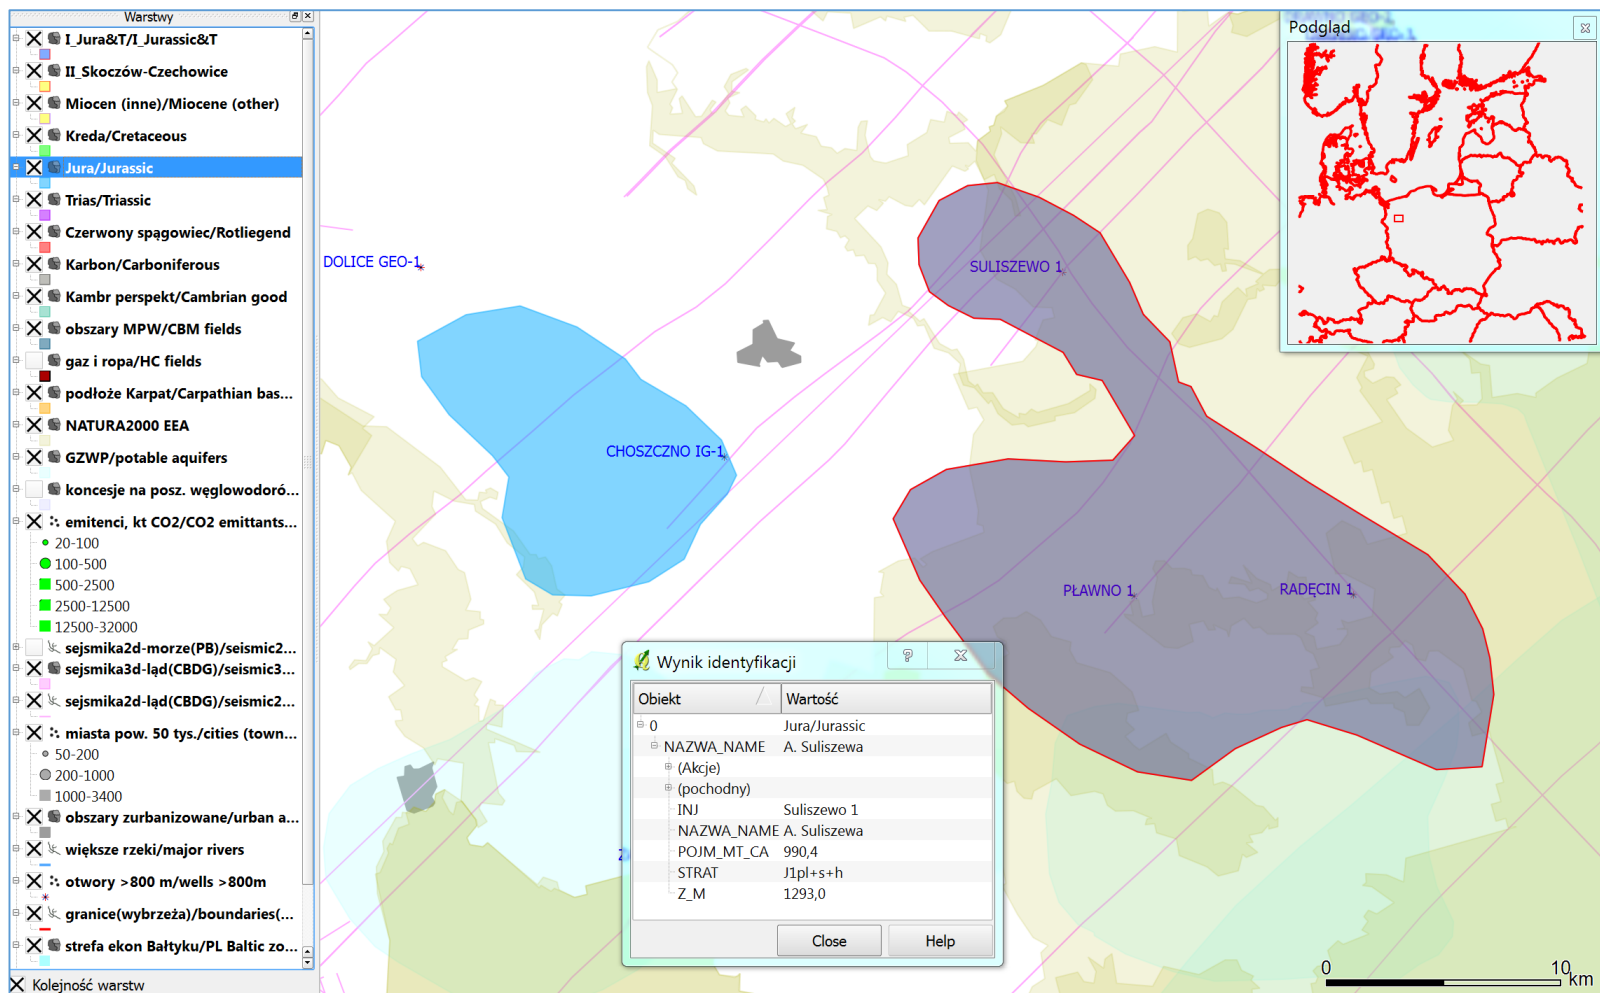 Warstwy
I_Jura&T/I_Jurassic&T
II_Skoczów-Czechowice
Miocen (inne)/Miocene (other)
Kreda/Cretaceous
Jura/Jurassic
Trias/Triassic
Czerwony spągowiec/Rotliegend
Karbon/Carboniferous
Kambr perspekt/Cambrian good
obszary MPW/CBM fields
gaz i ropa/HC fields
podłoże Karpat/Carpathian bas...
NATURA2000 EEA
GZWP/potable aquifers
koncesje na posz. węglowodoró...
emitenci, kt CO2/CO2 emittants...
20-100
100-500
500-2500
2500-12500
12500-32000
sejsmika2d-morze(PB)/seismic2...
sejsmika3d-ląd(CBDG)/seismic3...
sejsmika2d-ląd(CBDG)/seismic2...
miasta pow. 50 tys./cities (town...
50-200
200-1000
1000-3400
obszary zurbanizowane/urban a...
większe rzeki/major rivers
otwory >800 m/wells >800m
granice(wybrzeża)/boundaries(...
strefa ekon Bałtyku/PL Baltic zo...
Kolejność warstw
DOLICE GEO-1
CHOSZCZNO IG-1
SULISZEWO 1
PŁAWNO 1
RADĘCIN 1
Podgląd
Wynik identyfikacji
Obiekt Wartość
0 Jura/Jurassic
NAZWA_NAME A. Suliszewa
(Akcje)
(pochodny)
INJ Suliszewo 1
NAZWA_NAME A. Suliszewa
POJM_MT_CA 990,4
STRAT J1pl+s+h
Z_M 1293,0
Close Help
0 10
km